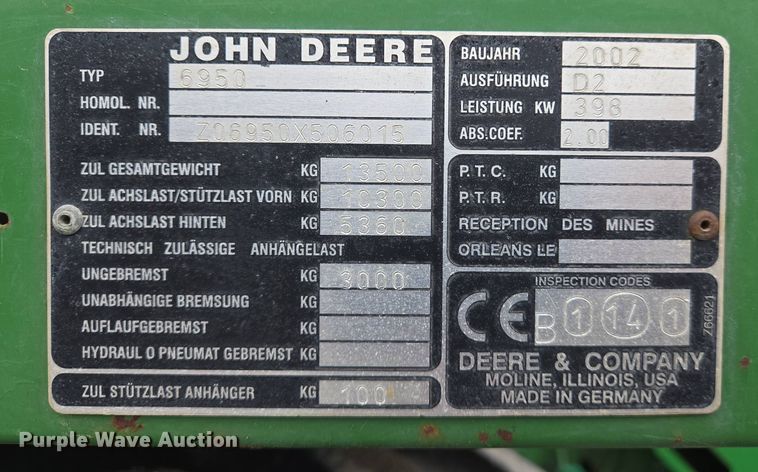 JOHN DEERE
TYP 6950
HOMOL. NR.
IDENT. NR. Z06950X506015
ZUL GESAMTGEWICHT KG 13500
ZUL ACHSLAST/STÜTZLAST VORN KG 10300
ZUL ACHSLAST HINTEN KG 5360
TECHNISCH ZULÄSSIGE ANHÄNGELAST
UNGEBREMST KG 3000
UNABHÄNGIGE BREMSUNG KG
AUFLAUFGEBREMST KG
HYDRAUL O PNEUMAT GEBREMST KG
ZUL STÜTZLAST ANHÄNGER KG 100
BAUJAHR 2002
AUSFÜHRUNG D2
LEISTUNG KW 398
ABS.COEF. 2.00
P.T.C. KG
P.T.R. KG
RECEPTION DES MINES
ORLEANS LE
INSPECTION CODES
CE B 1 14 1
Z66621
DEERE & COMPANY
MOLINE, ILLINOIS, USA
MADE IN GERMANY
Purple Wave Auction